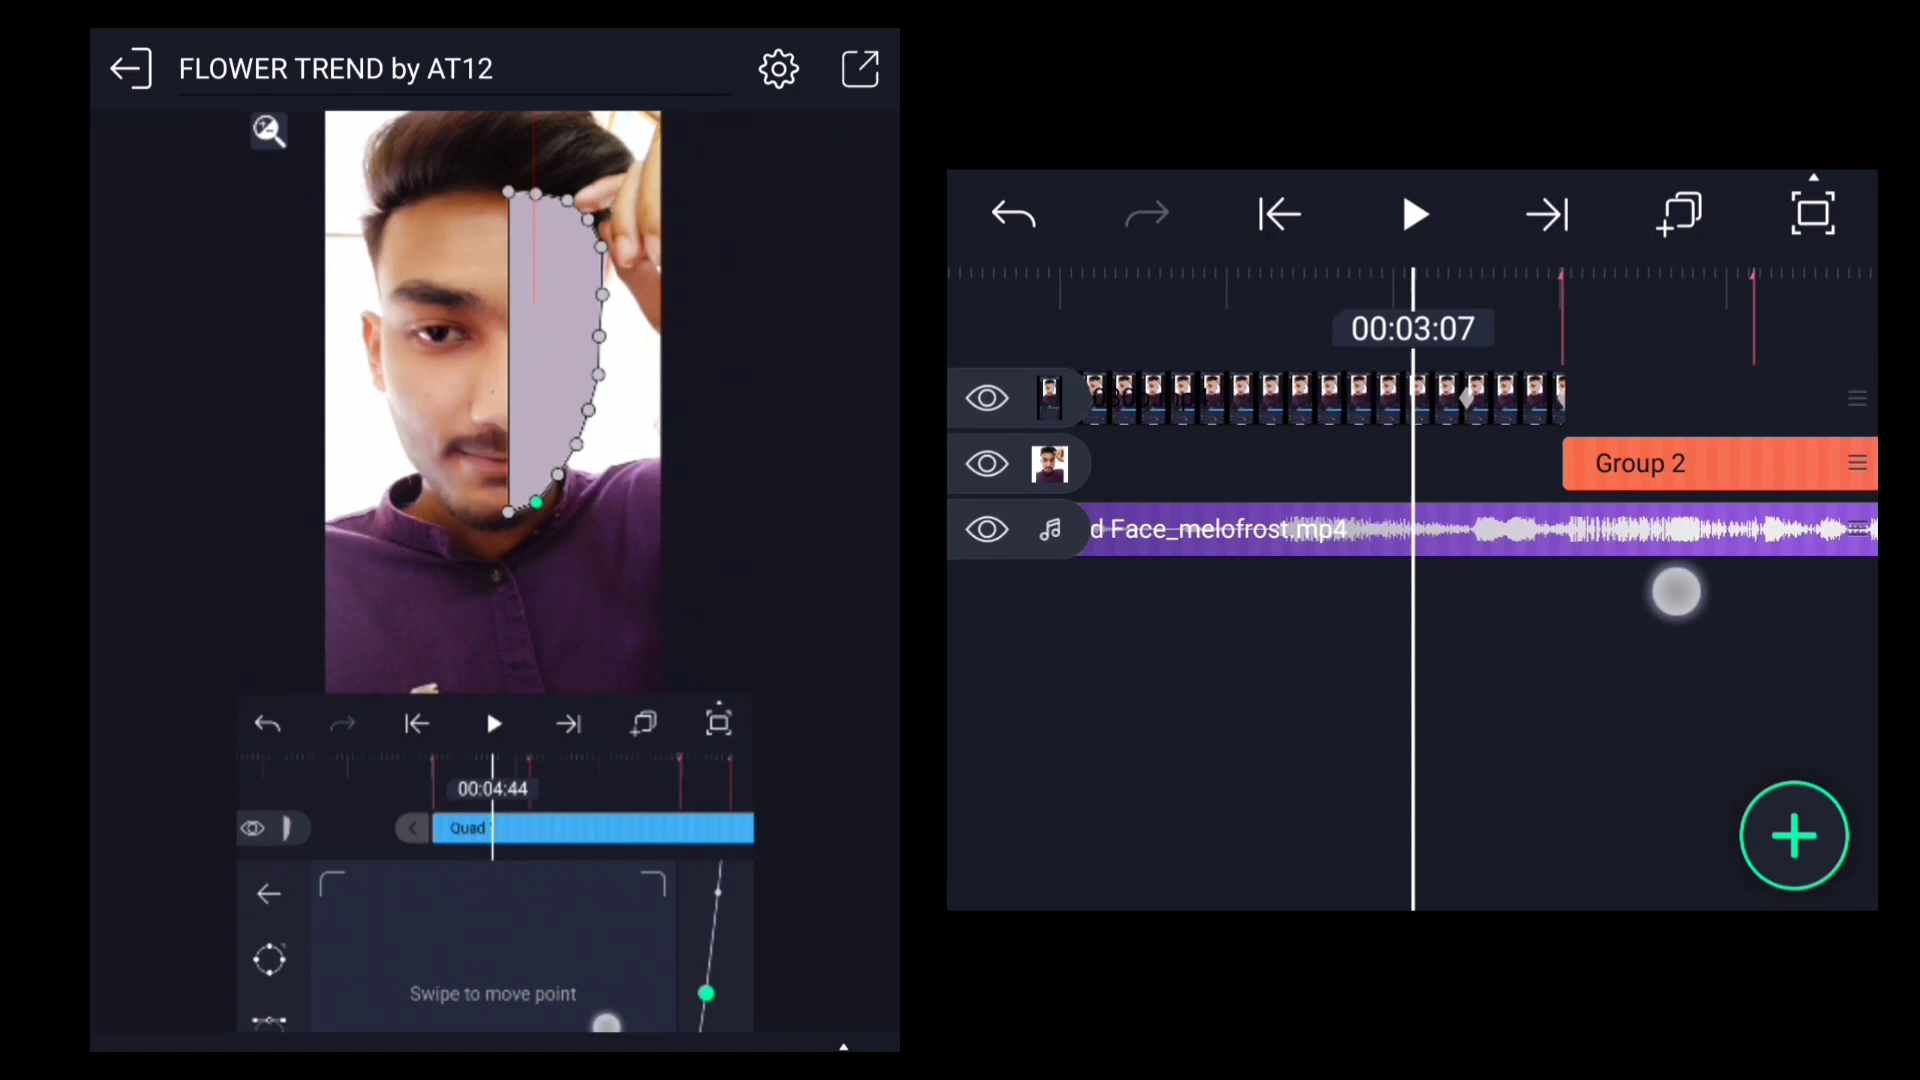 FLOWER TREND by AT12
00:04:44
Quad
Swipe to move point
00:03:07
Group 2
d Face_melofrost.mp4